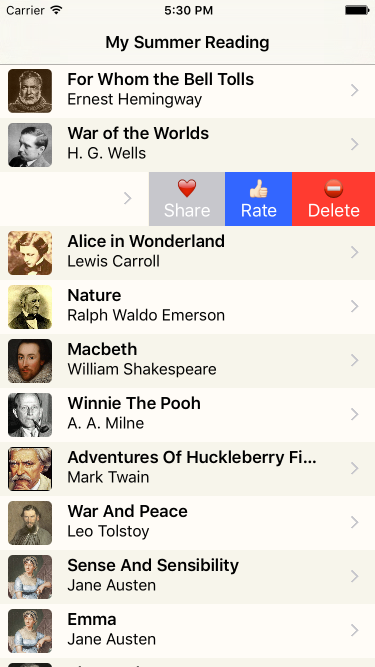 Carrier 5:30 PM
My Summer Reading
For Whom the Bell Tolls
Ernest Hemingway
War of the Worlds
H. G. Wells
Share Rate Delete
Alice in Wonderland
Lewis Carroll
Nature
Ralph Waldo Emerson
Macbeth
William Shakespeare
Winnie The Pooh
A. A. Milne
Adventures Of Huckleberry Fi...
Mark Twain
War And Peace
Leo Tolstoy
Sense And Sensibility
Jane Austen
Emma
Jane Austen